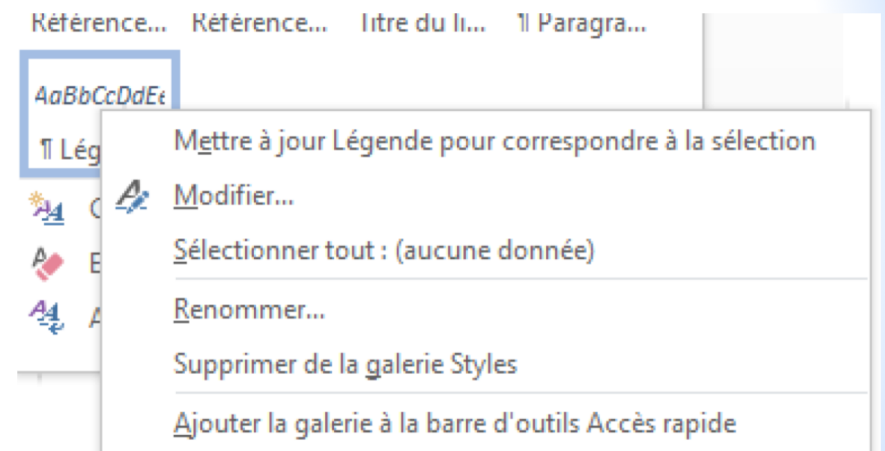 Référence... Référence... Titre du li... ¶ Paragra...
AaBbCcDdEe
¶ Lég
Mettre à jour Légende pour correspondre à la sélection
Modifier...
Sélectionner tout : (aucune donnée)
Renommer...
Supprimer de la galerie Styles
Ajouter la galerie à la barre d'outils Accès rapide